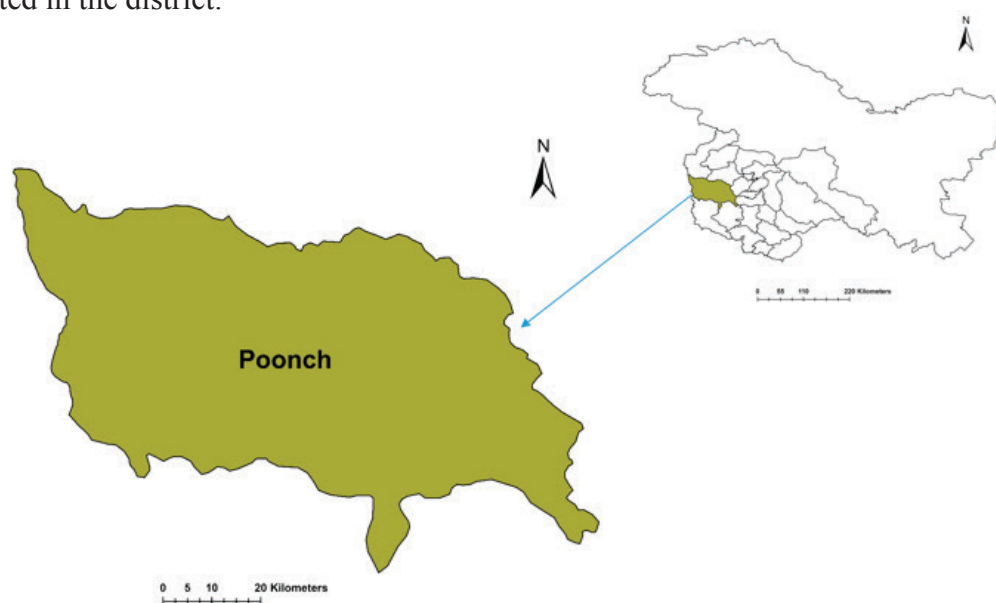 ted in the district.
N
0 55 110 220 Kilometers
N
Poonch
0 5 10 20 Kilometers